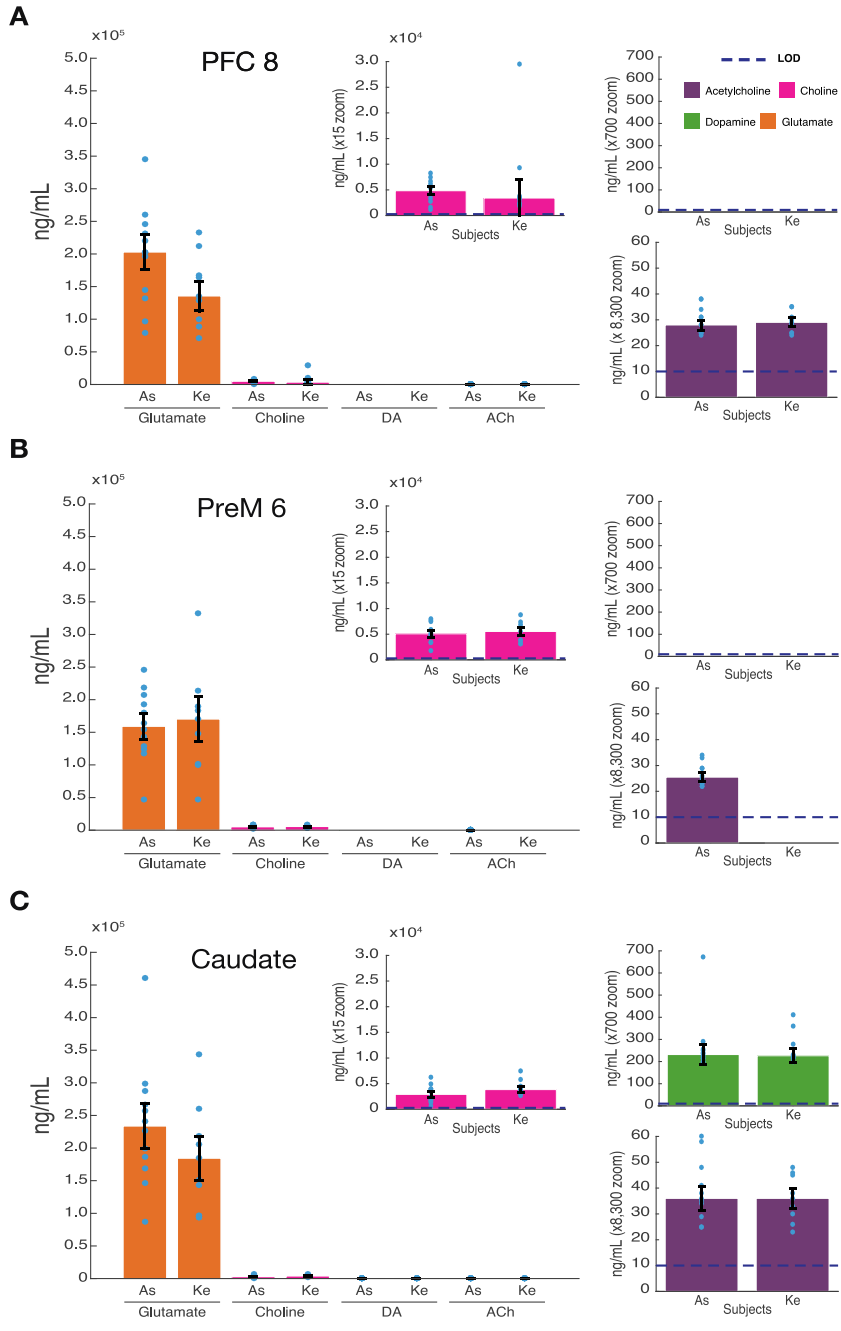 A
x10⁵
PFC 8
5.0
4.5
4.0
3.5
3.0
2.5
2.0
1.5
1.0
0.5
0
ng/mL
As Ke As Ke As Ke As Ke
Glutamate Choline DA ACh
x10⁴
3.0
2.5
2.0
1.5
1.0
0.5
0
ng/mL (x15 zoom)
As Ke
Subjects
700
600
500
400
300
200
100
0
ng/mL (x700 zoom)
LOD
Acetylcholine Choline
Dopamine Glutamate
As Ke
Subjects
60
50
40
30
20
10
0
ng/mL (x 8,300 zoom)
As Ke
Subjects
B
x10⁵
PreM 6
5.0
4.5
4.0
3.5
3.0
2.5
2.0
1.5
1.0
0.5
0
ng/mL
As Ke As Ke As Ke As Ke
Glutamate Choline DA ACh
x10⁴
3.0
2.5
2.0
1.5
1.0
0.5
0
ng/mL (x15 zoom)
As Ke
Subjects
700
600
500
400
300
200
100
0
ng/mL (x700 zoom)
As Ke
Subjects
60
50
40
30
20
10
0
ng/mL (x8,300 zoom)
As Ke
Subjects
C
x10⁵
Caudate
5.0
4.5
4.0
3.5
3.0
2.5
2.0
1.5
1.0
0.5
0
ng/mL
As Ke As Ke As Ke As Ke
Glutamate Choline DA ACh
x10⁴
3.0
2.5
2.0
1.5
1.0
0.5
0
ng/mL (x15 zoom)
As Ke
Subjects
700
600
500
400
300
200
100
0
ng/mL (x700 zoom)
As Ke
Subjects
60
50
40
30
20
10
0
ng/mL (x8,300 zoom)
As Ke
Subjects